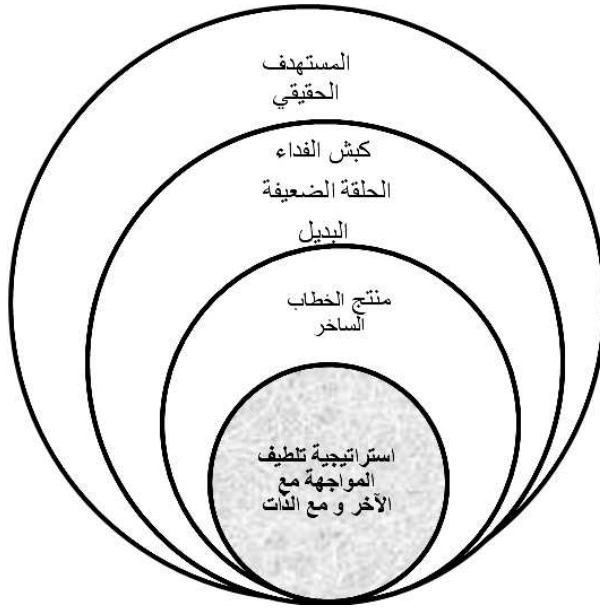 المستهدف
الحقيقي
كبش الفداء
الحلقة الضعيفة
البديل
منتج الخطاب
الساخر
استراتيجية تلطيف
المواجهة مع
الآخر و مع الذات